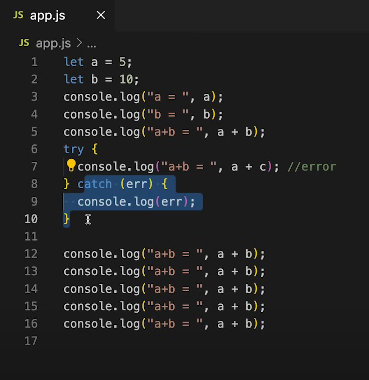 JS app.js ×
JS app.js > ...
1 let a = 5;
2 let b = 10;
3 console.log("a = ", a);
4 console.log("b = ", b);
5 console.log("a+b = ", a + b);
6 try {
7 console.log("a+b = ", a + c); //error
8 } catch (err) {
9 console.log(err);
10 }
11
12 console.log("a+b = ", a + b);
13 console.log("a+b = ", a + b);
14 console.log("a+b = ", a + b);
15 console.log("a+b = ", a + b);
16 console.log("a+b = ", a + b);
17